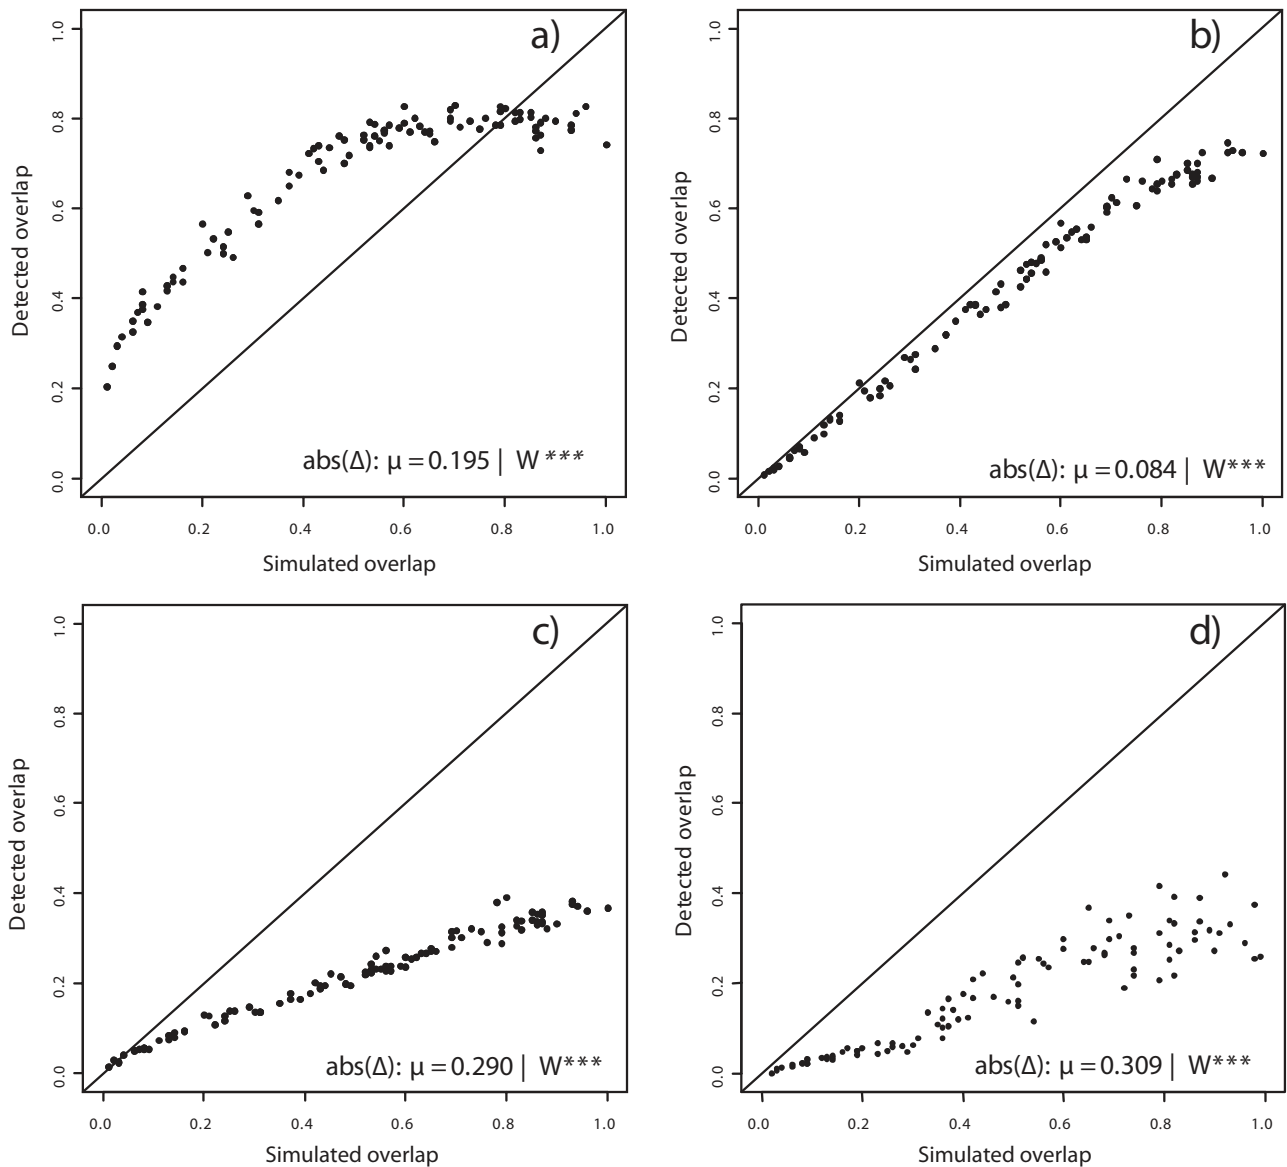 a)
Detected overlap
1.0
0.8
0.6
0.4
0.2
0.0
abs(Δ): μ = 0.195 | W ***
0.0 0.2 0.4 0.6 0.8 1.0
Simulated overlap
b)
Detected overlap
1.0
0.8
0.6
0.4
0.2
0.0
abs(Δ): μ = 0.084 | W***
0.0 0.2 0.4 0.6 0.8 1.0
Simulated overlap
c)
Detected overlap
1.0
0.8
0.6
0.4
0.2
0.0
abs(Δ): μ = 0.290 | W***
0.0 0.2 0.4 0.6 0.8 1.0
Simulated overlap
d)
Detected overlap
1.0
0.8
0.6
0.4
0.2
0.0
abs(Δ): μ = 0.309 | W***
0.0 0.2 0.4 0.6 0.8 1.0
Simulated overlap